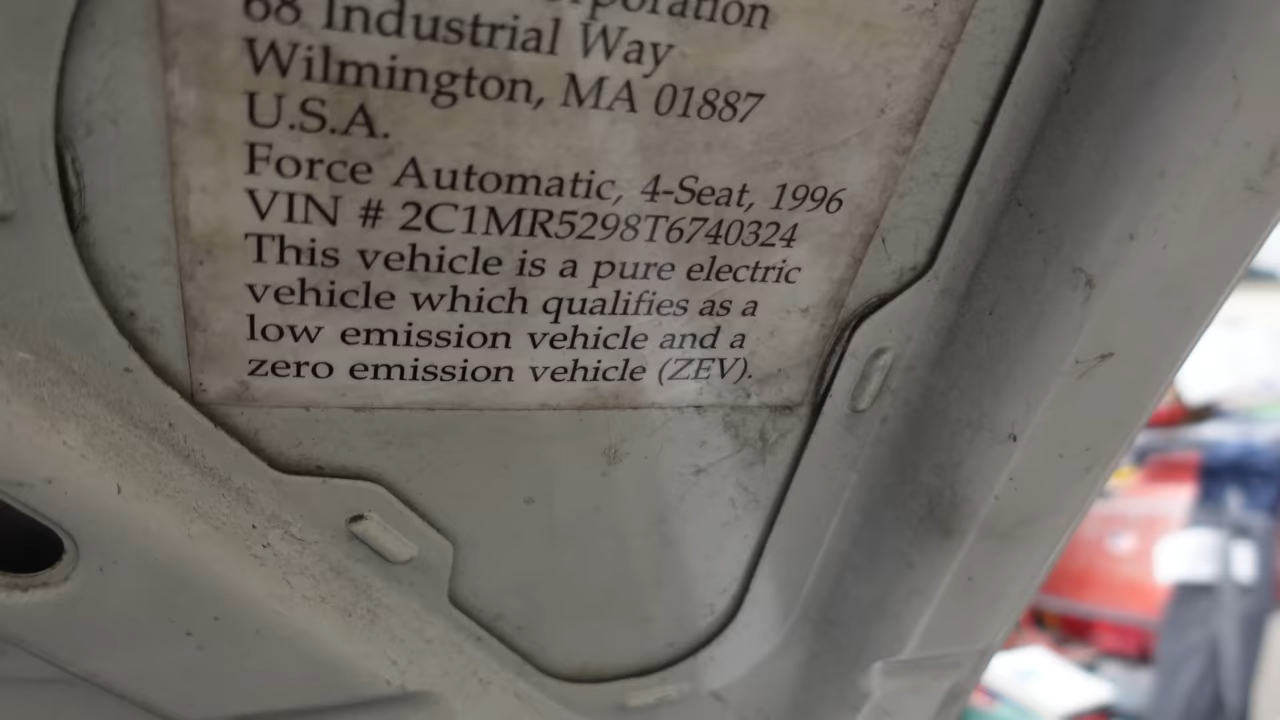 68 Industrial Way
Wilmington, MA 01887
U.S.A.
Force Automatic, 4-Seat, 1996
VIN # 2C1MR5298T6740324
This vehicle is a pure electric
vehicle which qualifies as a
low emission vehicle and a
zero emission vehicle (ZEV).